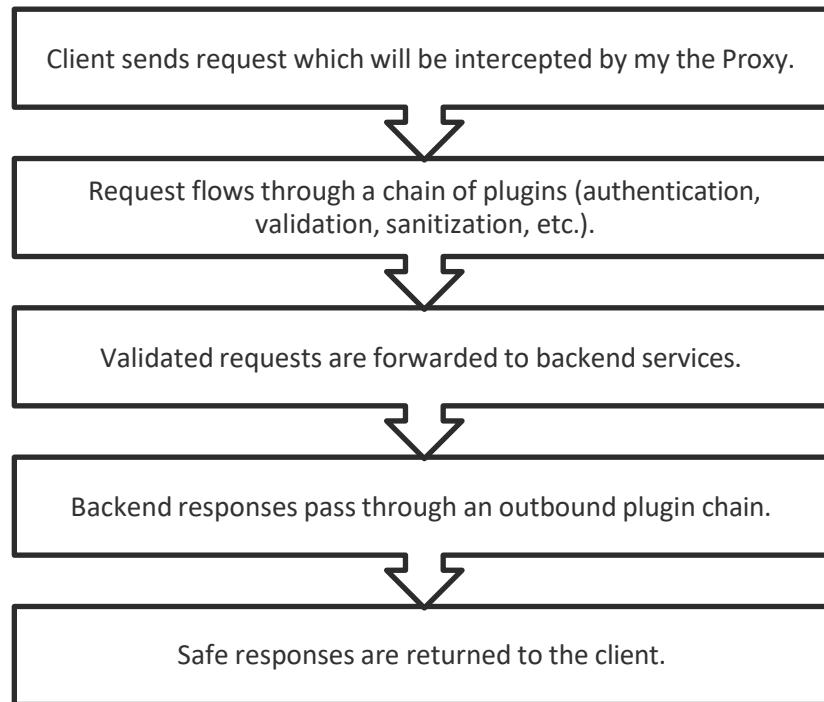 Client sends request which will be intercepted by my the Proxy.
Request flows through a chain of plugins (authentication,
validation, sanitization, etc.).
Validated requests are forwarded to backend services.
Backend responses pass through an outbound plugin chain.
Safe responses are returned to the client.